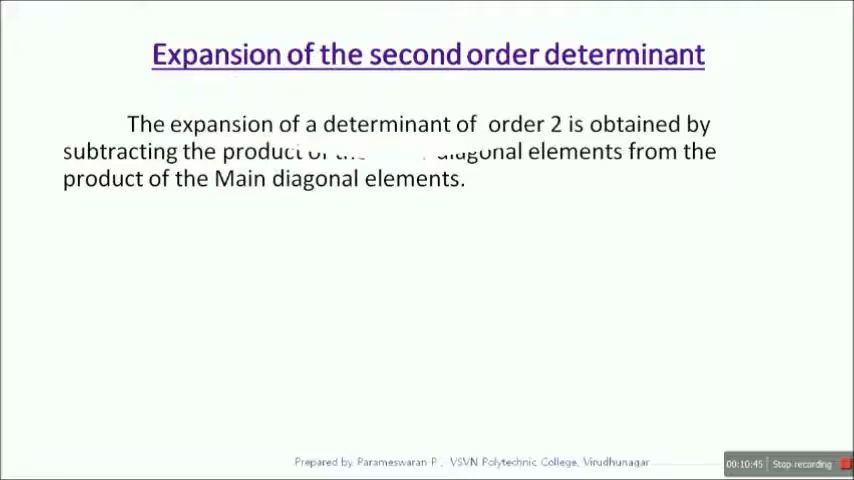 Expansion of the second order determinant
The expansion of a determinant of order 2 is obtained by
subtracting the product of the diagonal elements from the
product of the Main diagonal elements.
Prepared by Parameswaran P , VSVN Polytechnic College, Virudhunagar
00:10:45 Stop recording